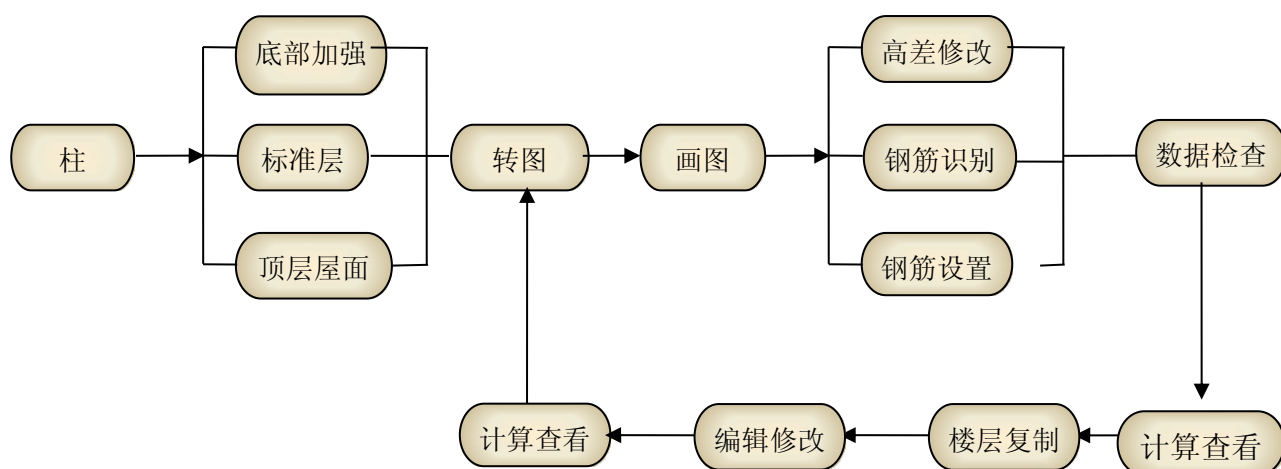 柱
底部加强
标准层
顶层屋面
转图
画图
高差修改
钢筋识别
钢筋设置
数据检查
计算查看
楼层复制
编辑修改
计算查看